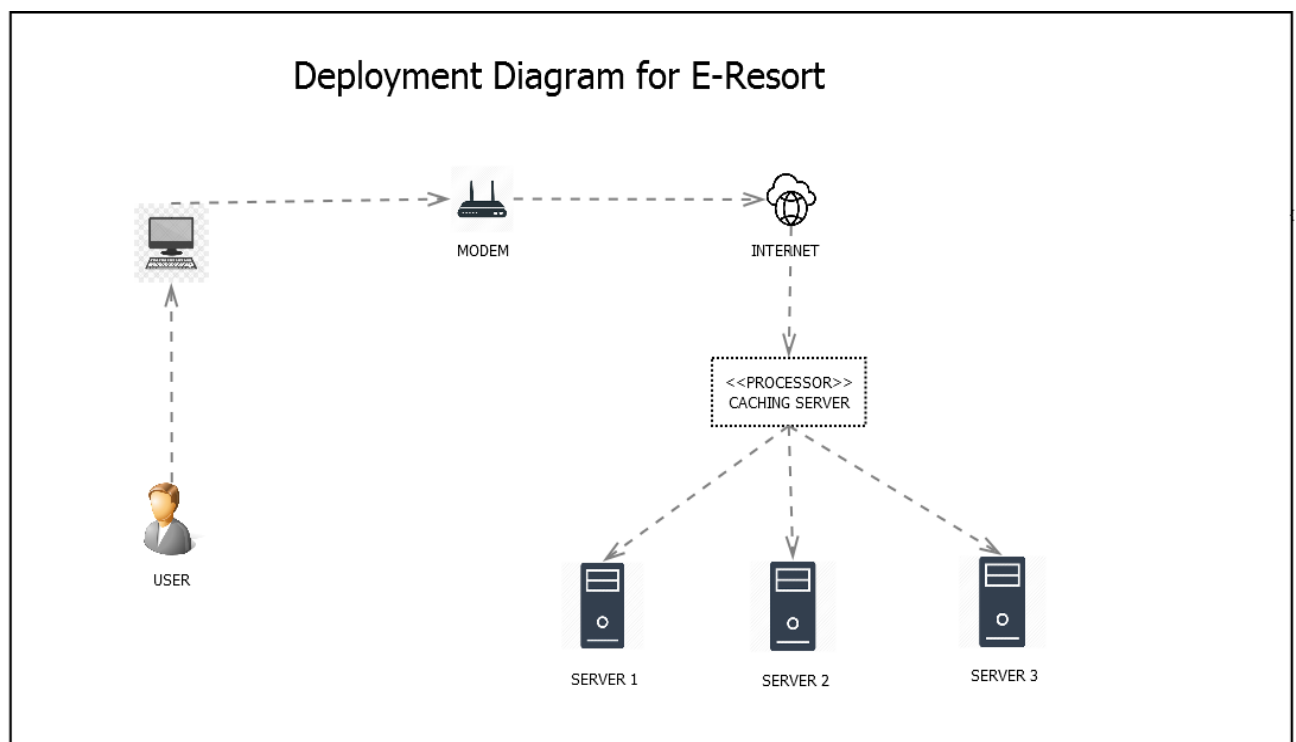 Deployment Diagram for E-Resort
MODEM
INTERNET
<<PROCESSOR>>
CACHING SERVER
USER
SERVER 1
SERVER 2
SERVER 3